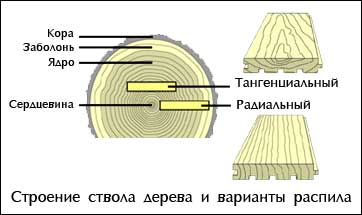 Кора
Заболонь
Ядро
Сердцевина
Тангенциальный
Радиальный
Строение ствола дерева и варианты распила